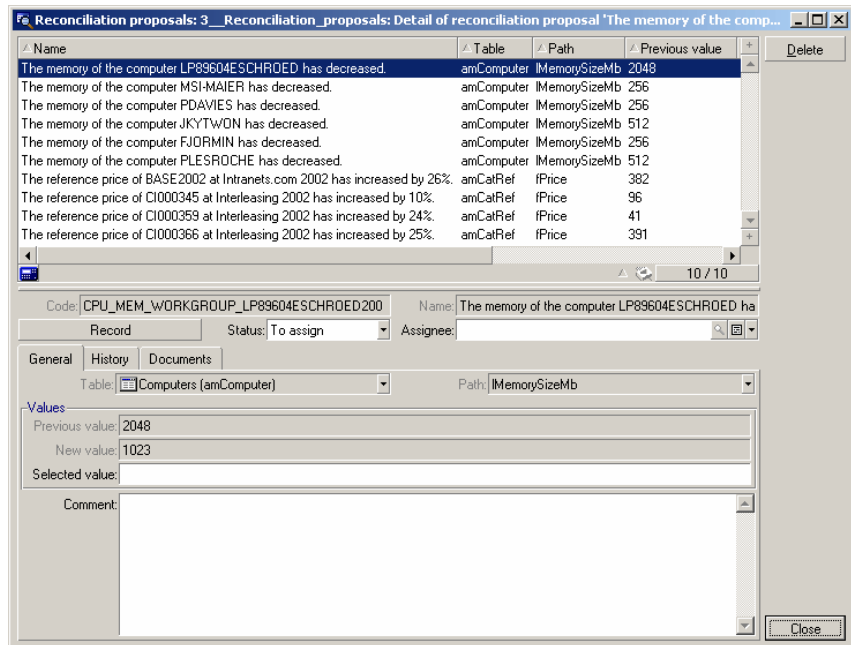 Reconciliation proposals: 3__Reconciliation_proposals: Detail of reconciliation proposal 'The memory of the comp...
Name Table Path Previous value
Delete
The memory of the computer LP89604ESCHROED has decreased. amComputer lMemorySizeMb 2048
The memory of the computer MSI-MAIER has decreased. amComputer lMemorySizeMb 256
The memory of the computer PDAVIES has decreased. amComputer lMemorySizeMb 256
The memory of the computer JKYTWON has decreased. amComputer lMemorySizeMb 512
The memory of the computer FJORMIN has decreased. amComputer lMemorySizeMb 256
The memory of the computer PLESROCHE has decreased. amComputer lMemorySizeMb 512
The reference price of BASE2002 at Intranets.com 2002 has increased by 26%. amCatRef fPrice 382
The reference price of CI000345 at Interleasing 2002 has increased by 10%. amCatRef fPrice 96
The reference price of CI000359 at Interleasing 2002 has increased by 24%. amCatRef fPrice 41
The reference price of CI000366 at Interleasing 2002 has increased by 25%. amCatRef fPrice 391
10 / 10
Code: CPU_MEM_WORKGROUP_LP89604ESCHROED200 Name: The memory of the computer LP89604ESCHROED ha
Record Status: To assign Assignee:
General History Documents
Table: Computers (amComputer) Path: lMemorySizeMb
Values
Previous value: 2048
New value: 1023
Selected value:
Comment:
Close